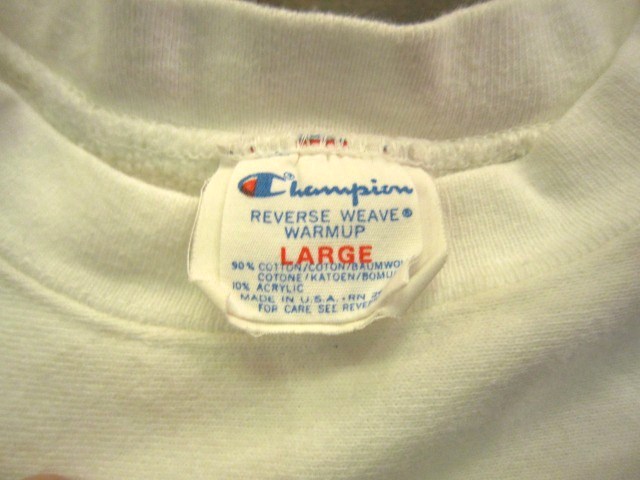 Champion
REVERSE WEAVE®
WARMUP
LARGE
90% COTTON/COTON/BAUMWO
COTONE/KATOEN/BOMU
10% ACRYLIC
MADE IN U.S.A. - RN
FOR CARE SEE REVE